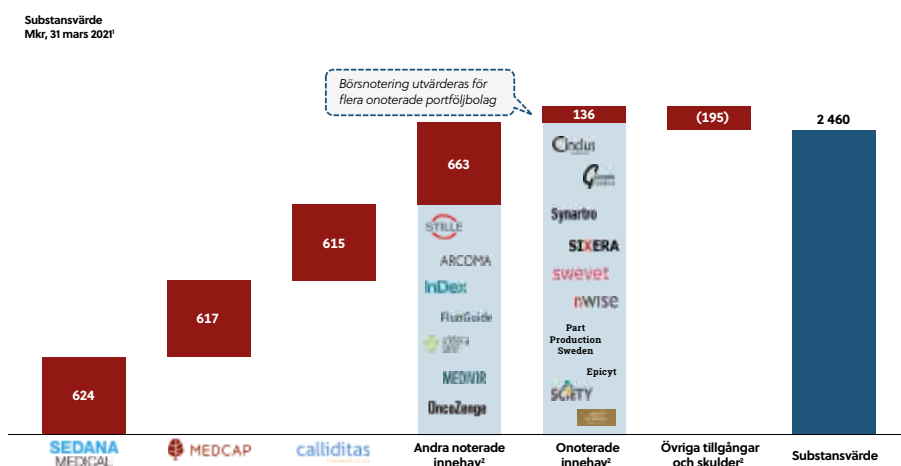 Substansvärde
Mkr, 31 mars 2021¹
Börsnotering utvärderas för
flera onoterade portföljbolag
136
(195)
2 460
663
615
617
624
Cindus
Synartro
SIXERA
swevet
nwise
Part
Production
Sweden
Epicyt
SCiETY
STILLE
ARCOMA
InDex
FluoGuide
MEDIVIR
OncoZenge
SEDANA
MEDICAL
MEDCAP
calliditas
Andra noterade
innehav²
Onoterade
innehav²
Övriga tillgångar
och skulder²
Substansvärde